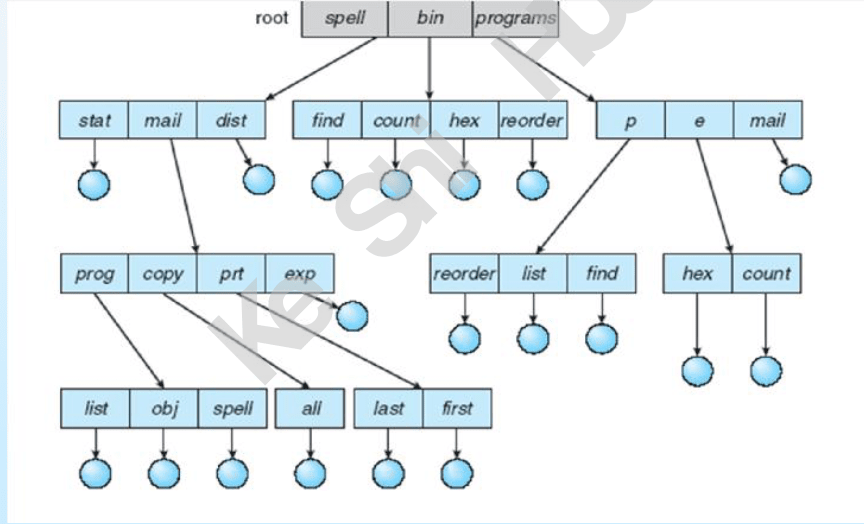 root spell bin programs
stat mail dist find count hex reorder p e mail
prog copy prt exp reorder list find hex count
list obj spell all last first
Ke Shi